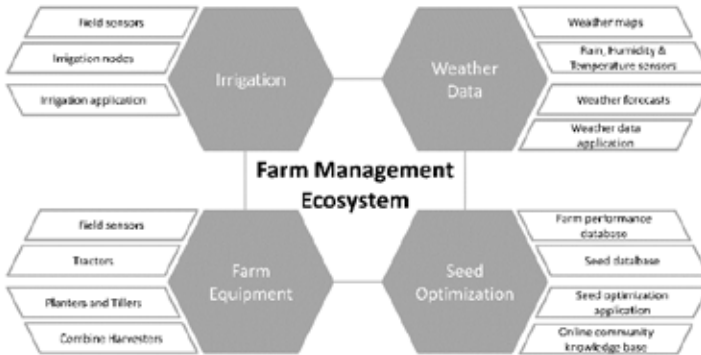 Field sensors
Irrigation nodes
Irrigation application
Irrigation
Weather
Data
Weather maps
Rain, Humidity &
Temperature sensors
Weather forecasts
Weather data
application
Farm Management
Ecosystem
Field sensors
Tractors
Planters and Tillers
Combine Harvesters
Farm
Equipment
Seed
Optimization
Farm performance
database
Seed database
Seed optimization
application
Online community
knowledge base